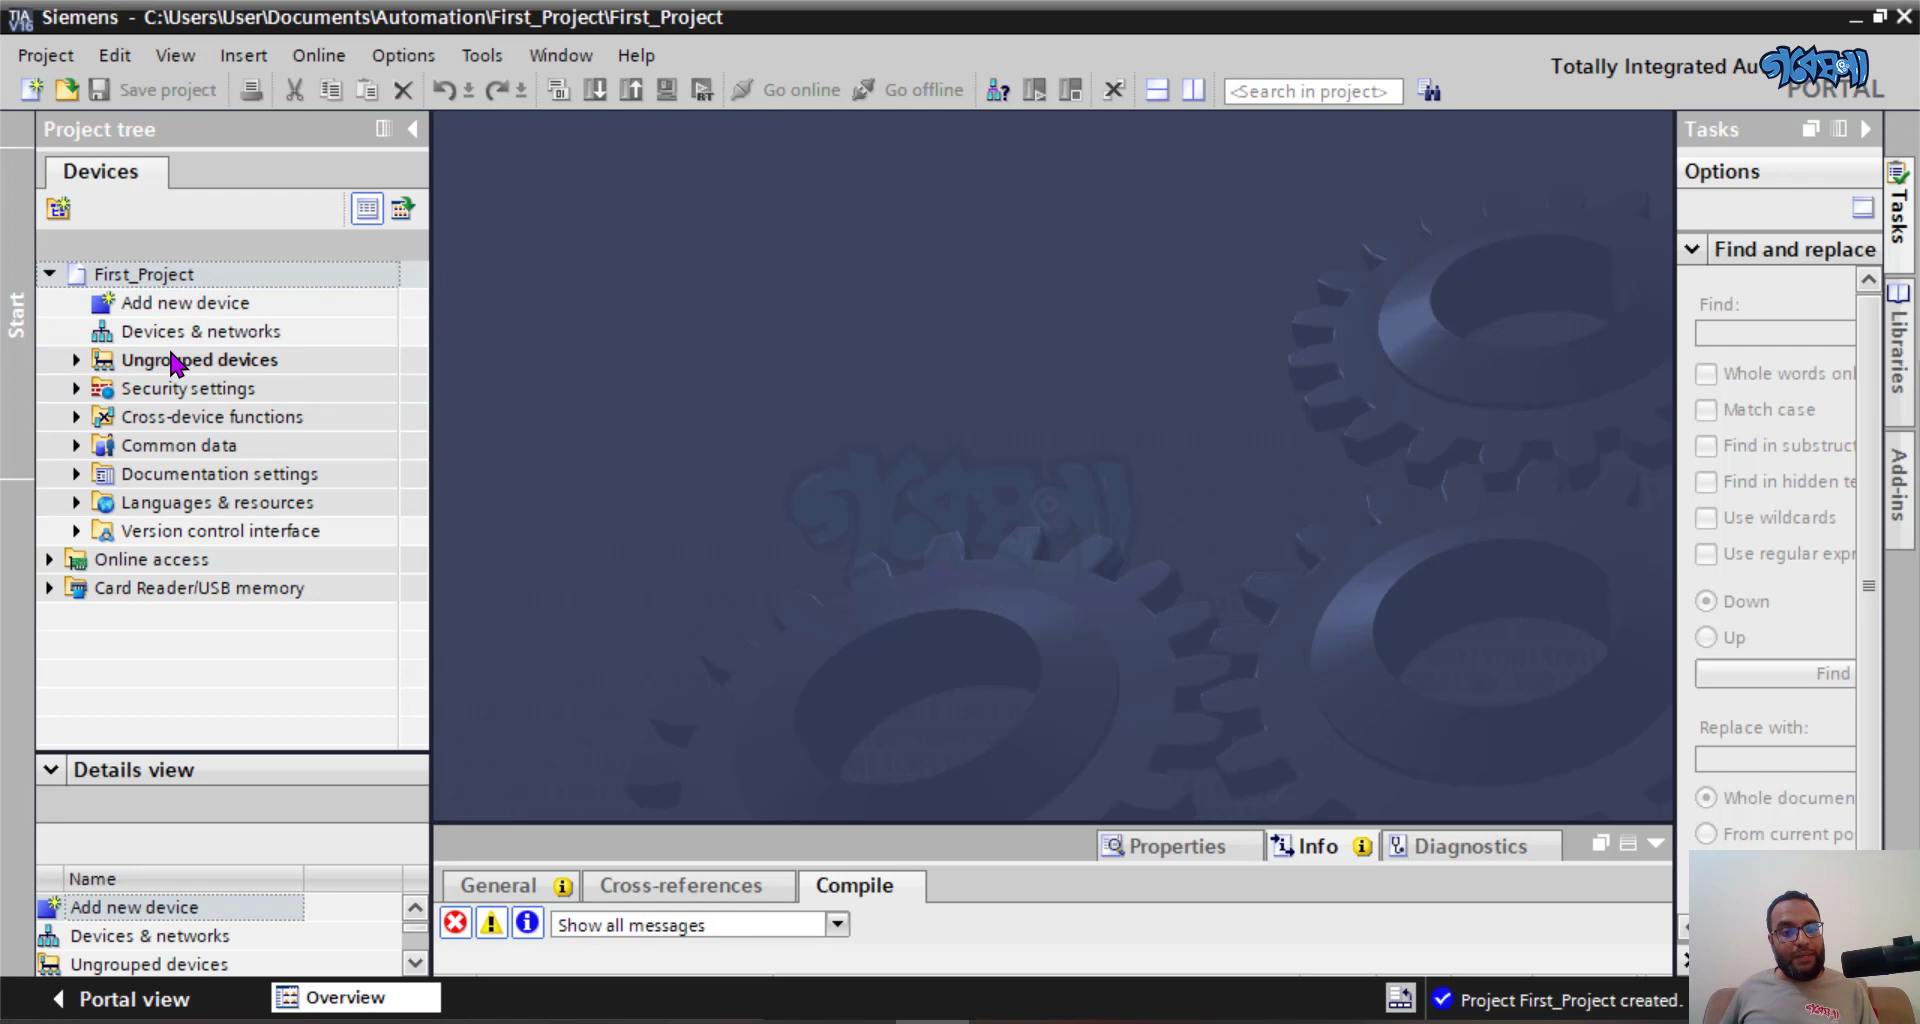 TIA V16 Siemens - C:\Users\User\Documents\Automation\First_Project\First_Project
Project Edit View Insert Online Options Tools Window Help
Totally Integrated Au
PORTAL
Save project Go online Go offline <Search in project>
Project tree
Devices
Start
First_Project
Add new device
Devices & networks
Ungrouped devices
Security settings
Cross-device functions
Common data
Documentation settings
Languages & resources
Version control interface
Online access
Card Reader/USB memory
Details view
Name
Add new device
Devices & networks
Ungrouped devices
Properties Info Diagnostics
General Cross-references Compile
Show all messages
Tasks
Options
Find and replace
Find:
Whole words onl
Match case
Find in substruct
Find in hidden te
Use wildcards
Use regular expr
Down
Up
Find
Replace with:
Whole documen
From current po
Tasks
Libraries
Add-ins
Portal view Overview Project First_Project created.